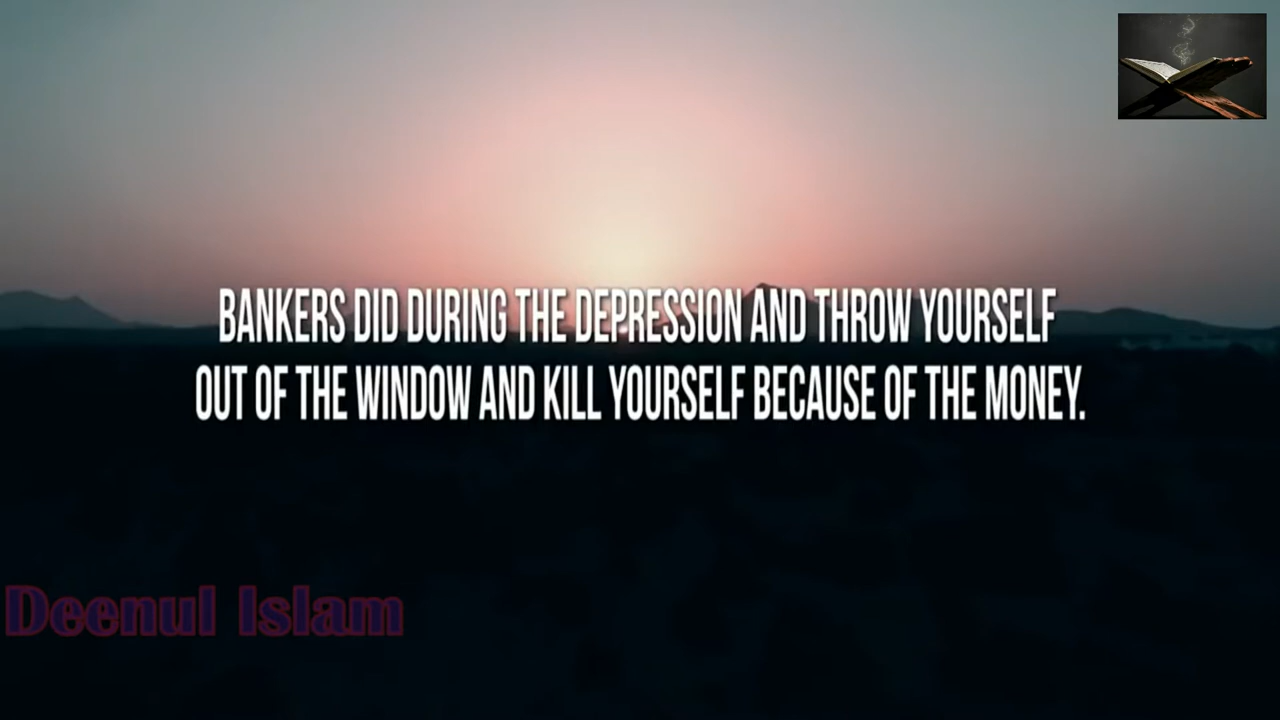 BANKERS DID DURING THE DEPRESSION AND THROW YOURSELF
OUT OF THE WINDOW AND KILL YOURSELF BECAUSE OF THE MONEY.
Deenul Islam